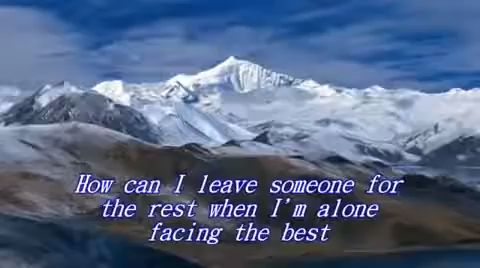 How can I leave someone for
the rest when I'm alone
facing the best